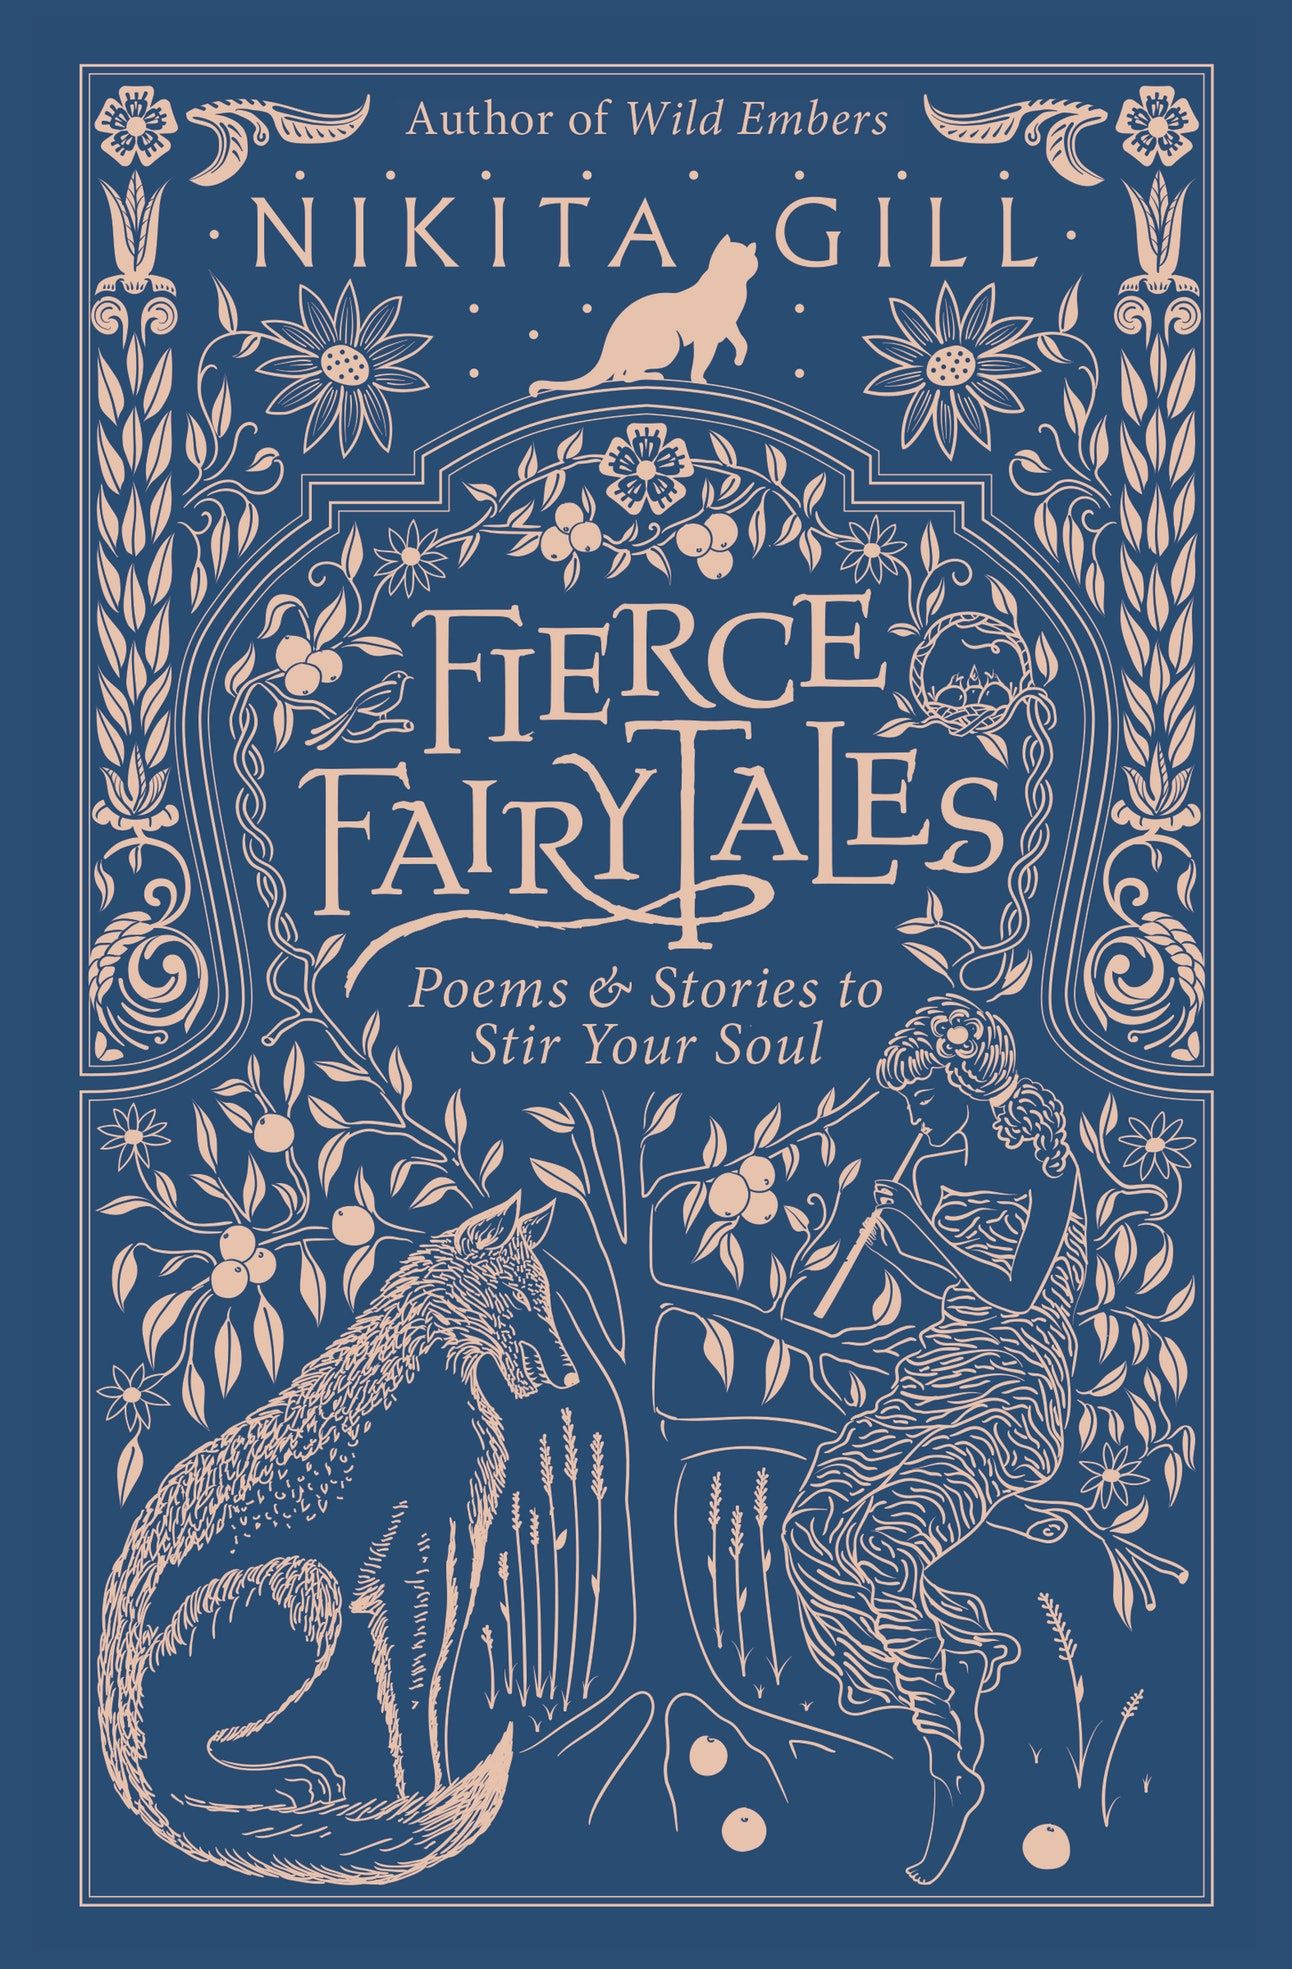 Author of Wild Embers
NIKITA GILL
FIERCE
FAIRYTALES
Poems & Stories to
Stir Your Soul